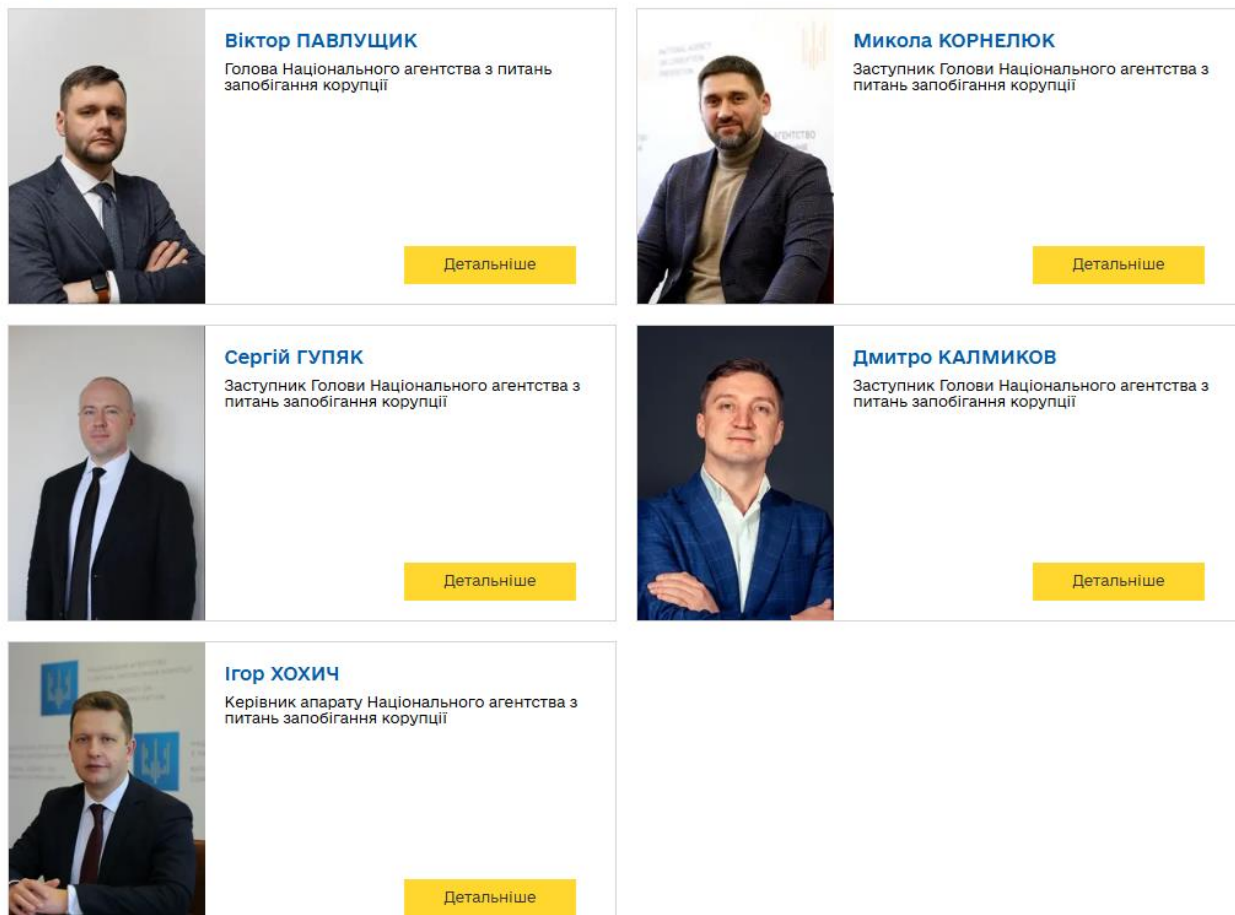 Віктор ПАВЛУЩИК
Голова Національного агентства з питань
запобігання корупції
Детальніше
Микола КОРНЕЛЮК
Заступник Голови Національного агентства з
питань запобігання корупції
Детальніше
Сергій ГУПЯК
Заступник Голови Національного агентства з
питань запобігання корупції
Детальніше
Дмитро КАЛМИКОВ
Заступник Голови Національного агентства з
питань запобігання корупції
Детальніше
Ігор ХОХИЧ
Керівник апарату Національного агентства з
питань запобігання корупції
Детальніше